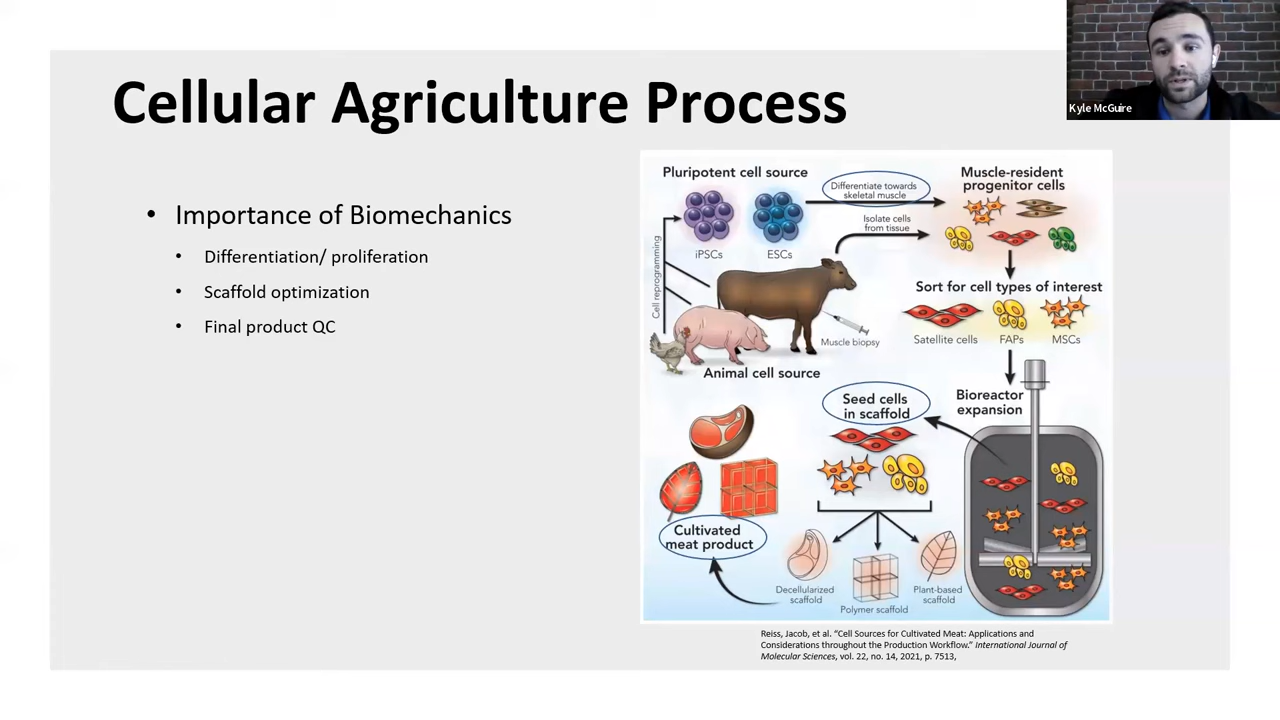 Cellular Agriculture Process
Kyle McGuire
• Importance of Biomechanics
• Differentiation/ proliferation
• Scaffold optimization
• Final product QC
Pluripotent cell source
iPSCs
ESCs
Differentiate towards
skeletal muscle
Isolate cells
from tissue
Muscle-resident
progenitor cells
Cell reprogramming
Sort for cell types of interest
Satellite cells
FAPs
MSCs
Muscle biopsy
Animal cell source
Bioreactor
expansion
Seed cells
in scaffold
Cultivated
meat product
Decellularized
scaffold
Polymer scaffold
Plant-based
scaffold
Reiss, Jacob, et al. “Cell Sources for Cultivated Meat: Applications and
Considerations throughout the Production Workflow.” International Journal of
Molecular Sciences, vol. 22, no. 14, 2021, p. 7513,